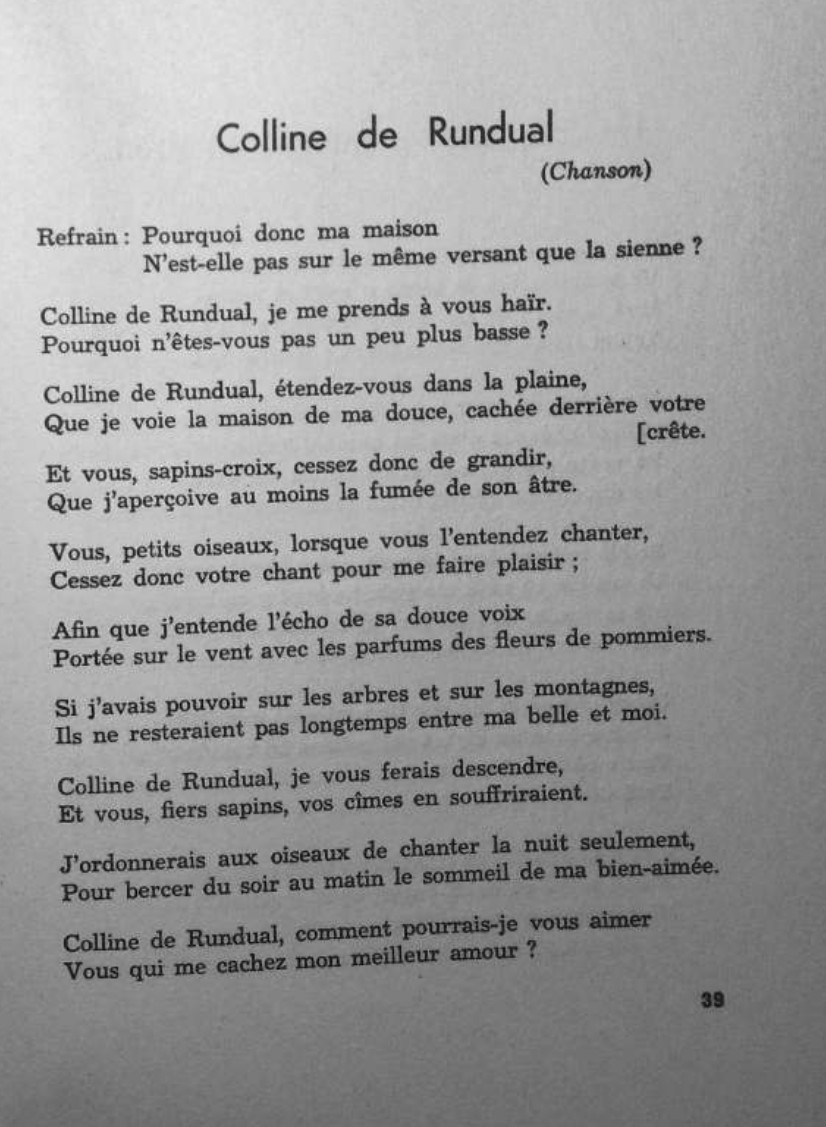 Colline de Rundual
(Chanson)
Refrain : Pourquoi donc ma maison
N'est-elle pas sur le même versant que la sienne ?
Colline de Rundual, je me prends à vous haïr.
Pourquoi n'êtes-vous pas un peu plus basse ?
Colline de Rundual, étendez-vous dans la plaine,
Que je voie la maison de ma douce, cachée derrière votre
[crête.
Et vous, sapins-croix, cessez donc de grandir,
Que j'aperçoive au moins la fumée de son âtre.
Vous, petits oiseaux, lorsque vous l'entendez chanter,
Cessez donc votre chant pour me faire plaisir ;
Afin que j'entende l'écho de sa douce voix
Portée sur le vent avec les parfums des fleurs de pommiers.
Si j'avais pouvoir sur les arbres et sur les montagnes,
Ils ne resteraient pas longtemps entre ma belle et moi.
Colline de Rundual, je vous ferais descendre,
Et vous, fiers sapins, vos cîmes en souffriraient.
J'ordonnerais aux oiseaux de chanter la nuit seulement,
Pour bercer du soir au matin le sommeil de ma bien-aimée.
Colline de Rundual, comment pourrais-je vous aimer
Vous qui me cachez mon meilleur amour ?
39